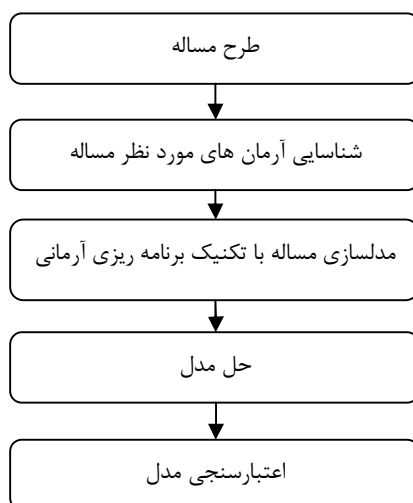 طرح مساله
شناسایی آرمان های مورد نظر مساله
مدلسازی مساله با تکنیک برنامه ریزی آرمانی
حل مدل
اعتبارسنجی مدل